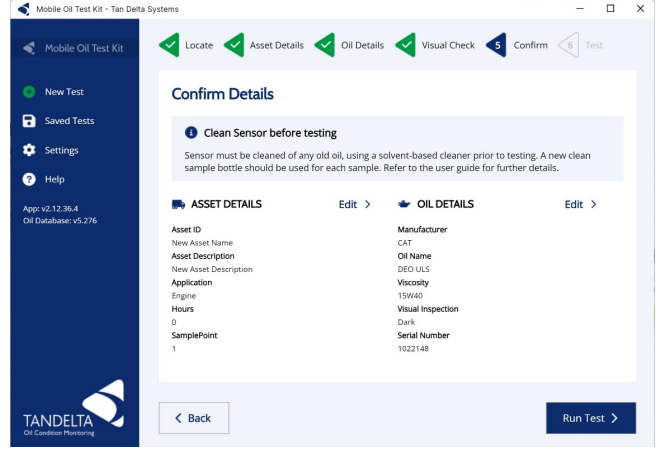 Mobile Oil Test Kit - Tan Delta Systems
Mobile Oil Test Kit
Locate
Asset Details
Oil Details
Visual Check
5 Confirm
6 Test
New Test
Saved Tests
Settings
Help
App: v2.12.36.4
Oil Database: v5.276
Confirm Details
Clean Sensor before testing
Sensor must be cleaned of any old oil, using a solvent-based cleaner prior to testing. A new clean
sample bottle should be used for each sample. Refer to the user guide for further details.
ASSET DETAILS Edit >
Asset ID
New Asset Name
Asset Description
New Asset Description
Application
Engine
Hours
0
SamplePoint
1
OIL DETAILS Edit >
Manufacturer
CAT
Oil Name
DEO ULS
Viscosity
15W40
Visual Inspection
Dark
Serial Number
1022148
TANDELTA
Oil Condition Monitoring
< Back
Run Test >